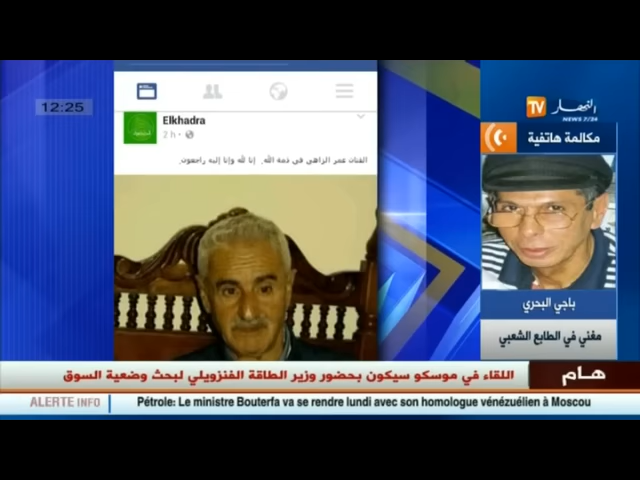 12:25
Elkhadra
2 h
الفنان عمر الزاهي في ذمة الله. إنا لله وإنا إليه راجعون.
TV النهار
NEWS 7/24
مكالمة هاتفية
باجي البحري
مغني في الطابع الشعبي
هام
اللقاء في موسكو سيكون بحضور وزير الطاقة الفنزويلي لبحث وضعية السوق
ALERTE INFO
Pétrole: Le ministre Bouterfa va se rendre lundi avec son homologue vénézuélien à Moscou